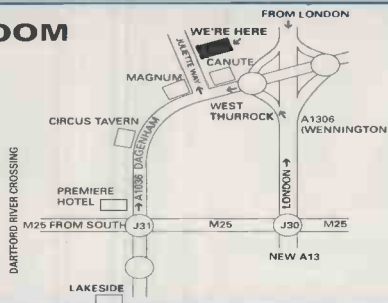 OOM
FROM LONDON
WE'RE HERE
JULIETTE WAY
CANUTE
MAGNUM
WEST
THURROCK
A1306
(WENNINGTON
CIRCUS TAVERN
A1036 DAGENHAM
LONDON
DARTFORD RIVER CROSSING
PREMIERE
HOTEL
M25 FROM SOUTH
J31
M25
J30
M25
NEW A13
LAKESIDE